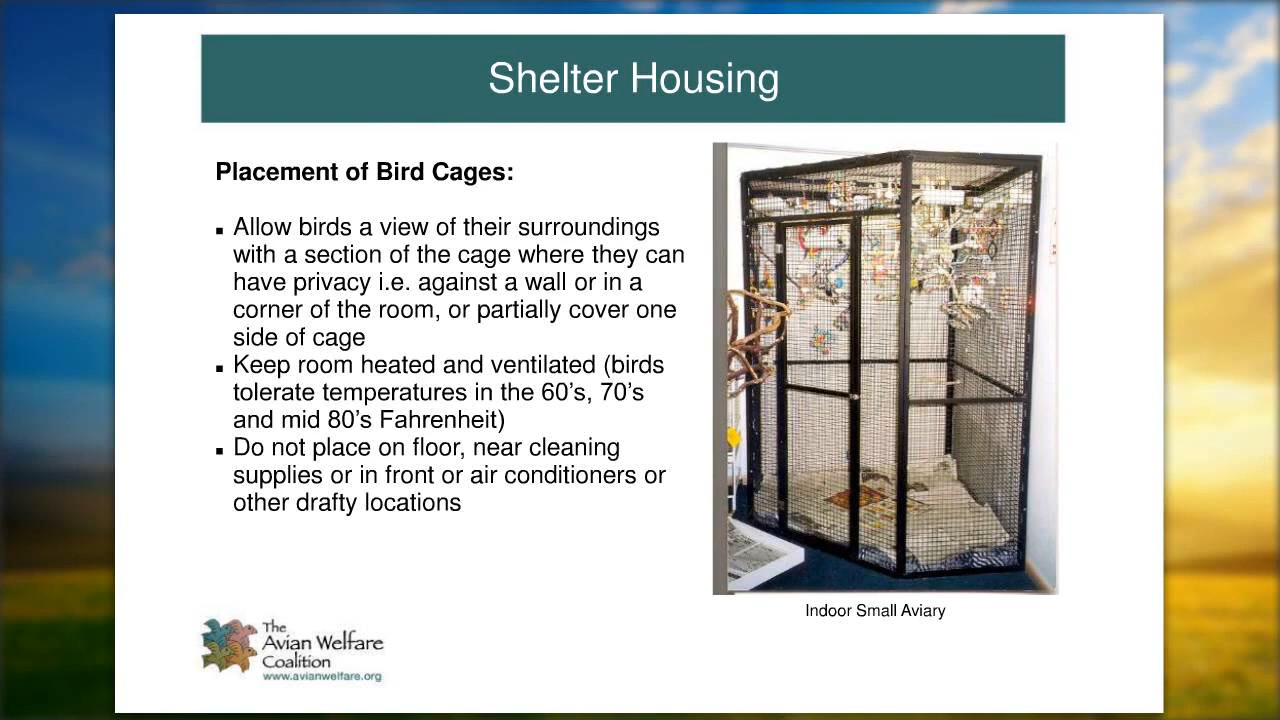 Shelter Housing
Placement of Bird Cages:
▪ Allow birds a view of their surroundings
with a section of the cage where they can
have privacy i.e. against a wall or in a
corner of the room, or partially cover one
side of cage
▪ Keep room heated and ventilated (birds
tolerate temperatures in the 60’s, 70’s
and mid 80’s Fahrenheit)
▪ Do not place on floor, near cleaning
supplies or in front or air conditioners or
other drafty locations
Indoor Small Aviary
The
Avian Welfare
Coalition
www.avianwelfare.org